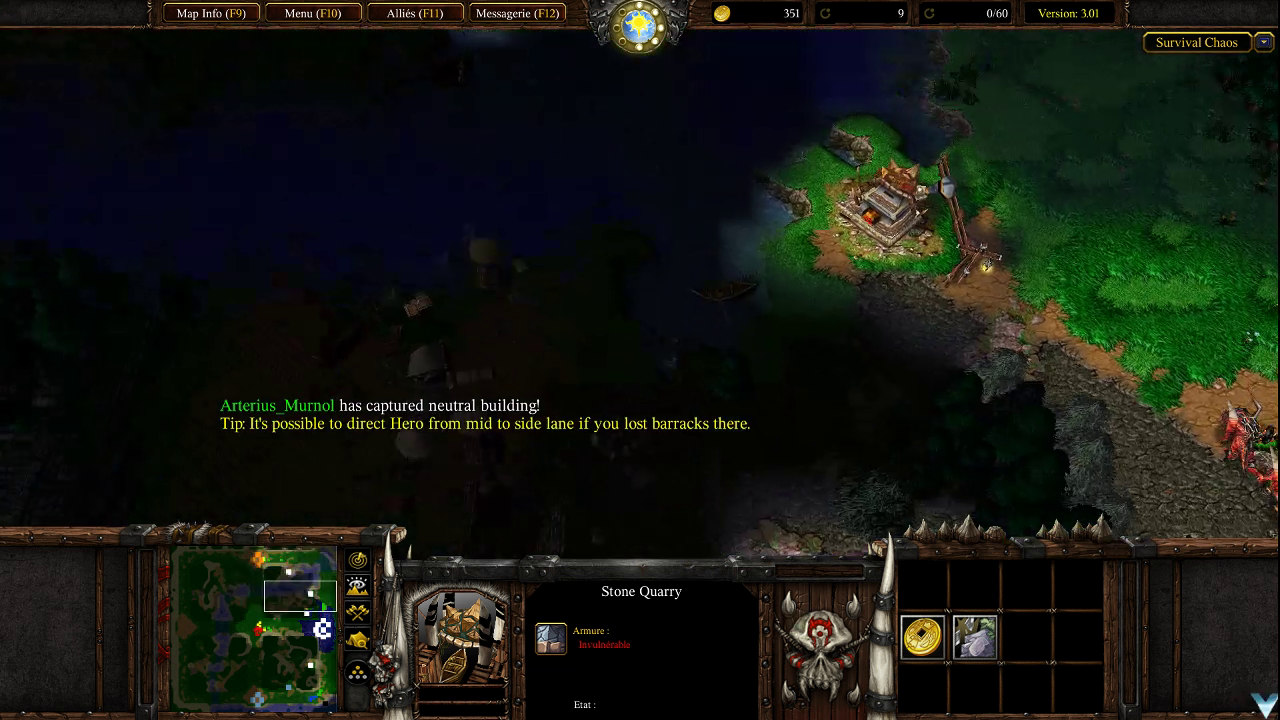 Map Info (F9) Menu (F10) Alliés (F11) Messagerie (F12) 351 9 0/60 Version: 3.01
Survival Chaos
Arterius_Murnol has captured neutral building!
Tip: It's possible to direct Hero from mid to side lane if you lost barracks there.
Stone Quarry
Armure :
Invulnérable
Etat :